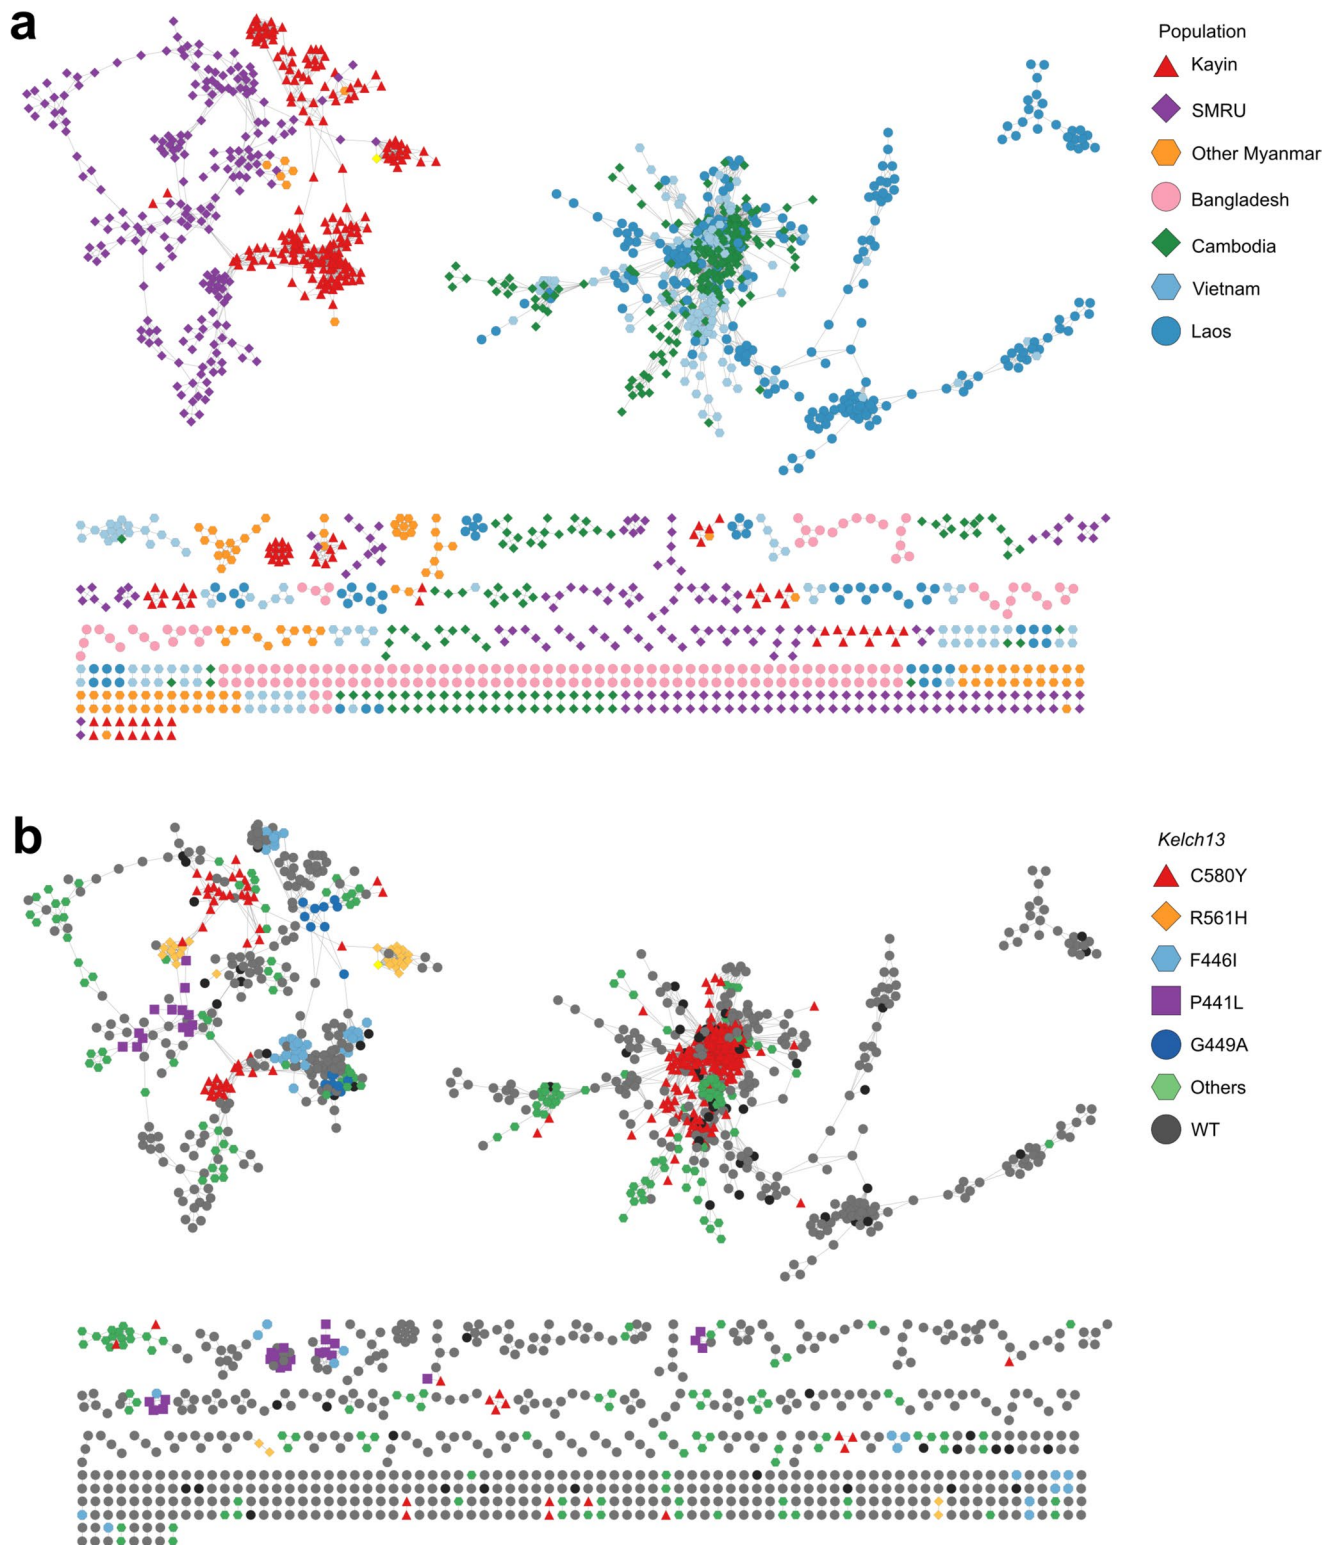 a
Population
Kayin
SMRU
Other Myanmar
Bangladesh
Cambodia
Vietnam
Laos
b
Kelch13
C580Y
R561H
F446I
P441L
G449A
Others
WT